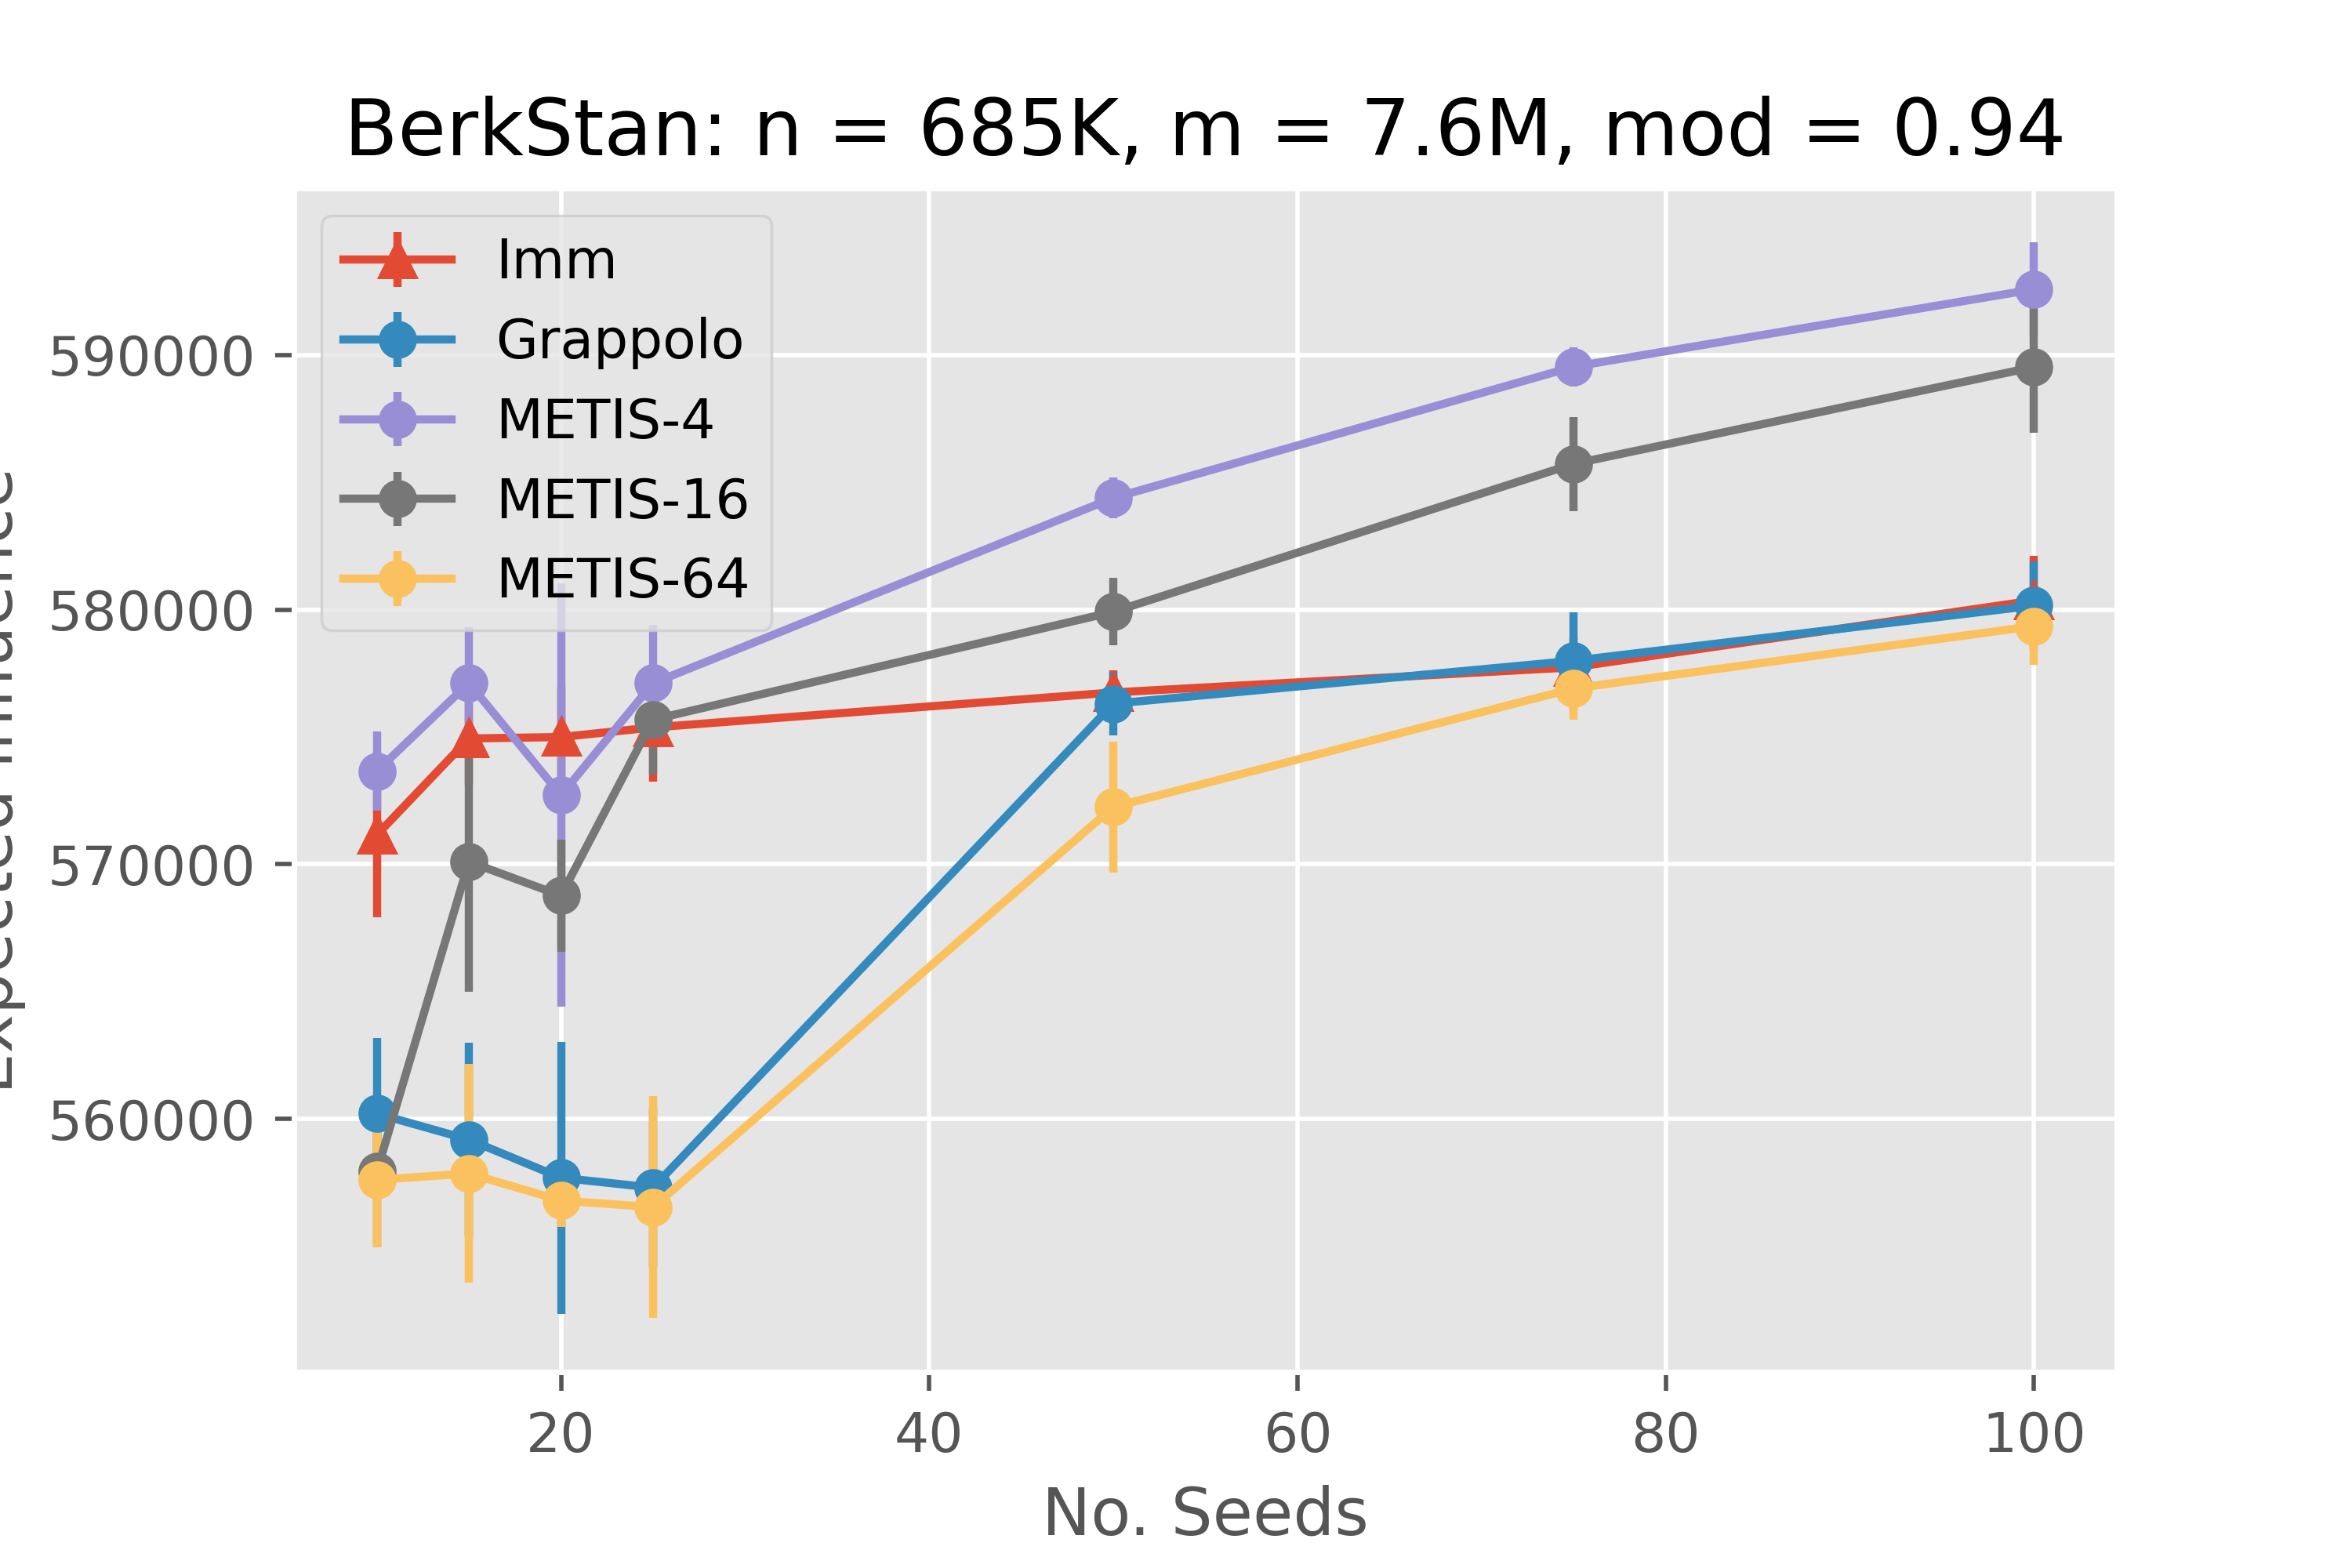 BerkStan: n = 685K, m = 7.6M, mod = 0.94
Imm
Grappolo
METIS-4
METIS-16
METIS-64
590000
580000
570000
560000
Expected Influence
20 40 60 80 100
No. Seeds